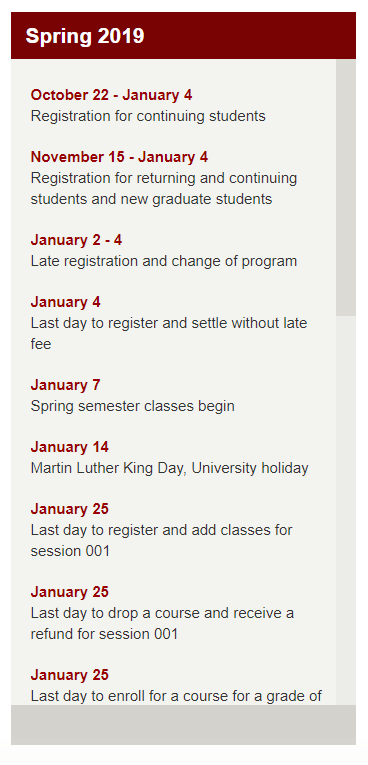 Spring 2019
October 22 - January 4
Registration for continuing students
November 15 - January 4
Registration for returning and continuing
students and new graduate students
January 2 - 4
Late registration and change of program
January 4
Last day to register and settle without late
fee
January 7
Spring semester classes begin
January 14
Martin Luther King Day, University holiday
January 25
Last day to register and add classes for
session 001
January 25
Last day to drop a course and receive a
refund for session 001
January 25
Last day to enroll for a course for a grade of